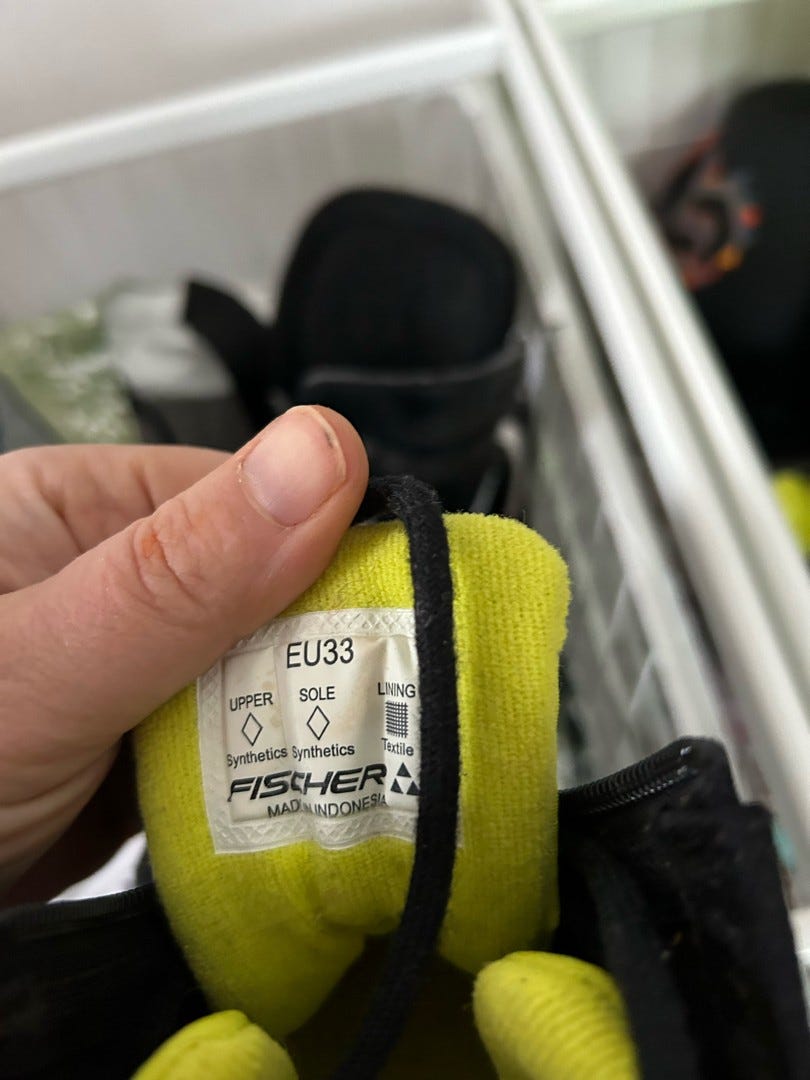 EU33
UPPER SOLE LINING
Synthetics Synthetics Textile
FISCHER
MADE IN INDONESIA